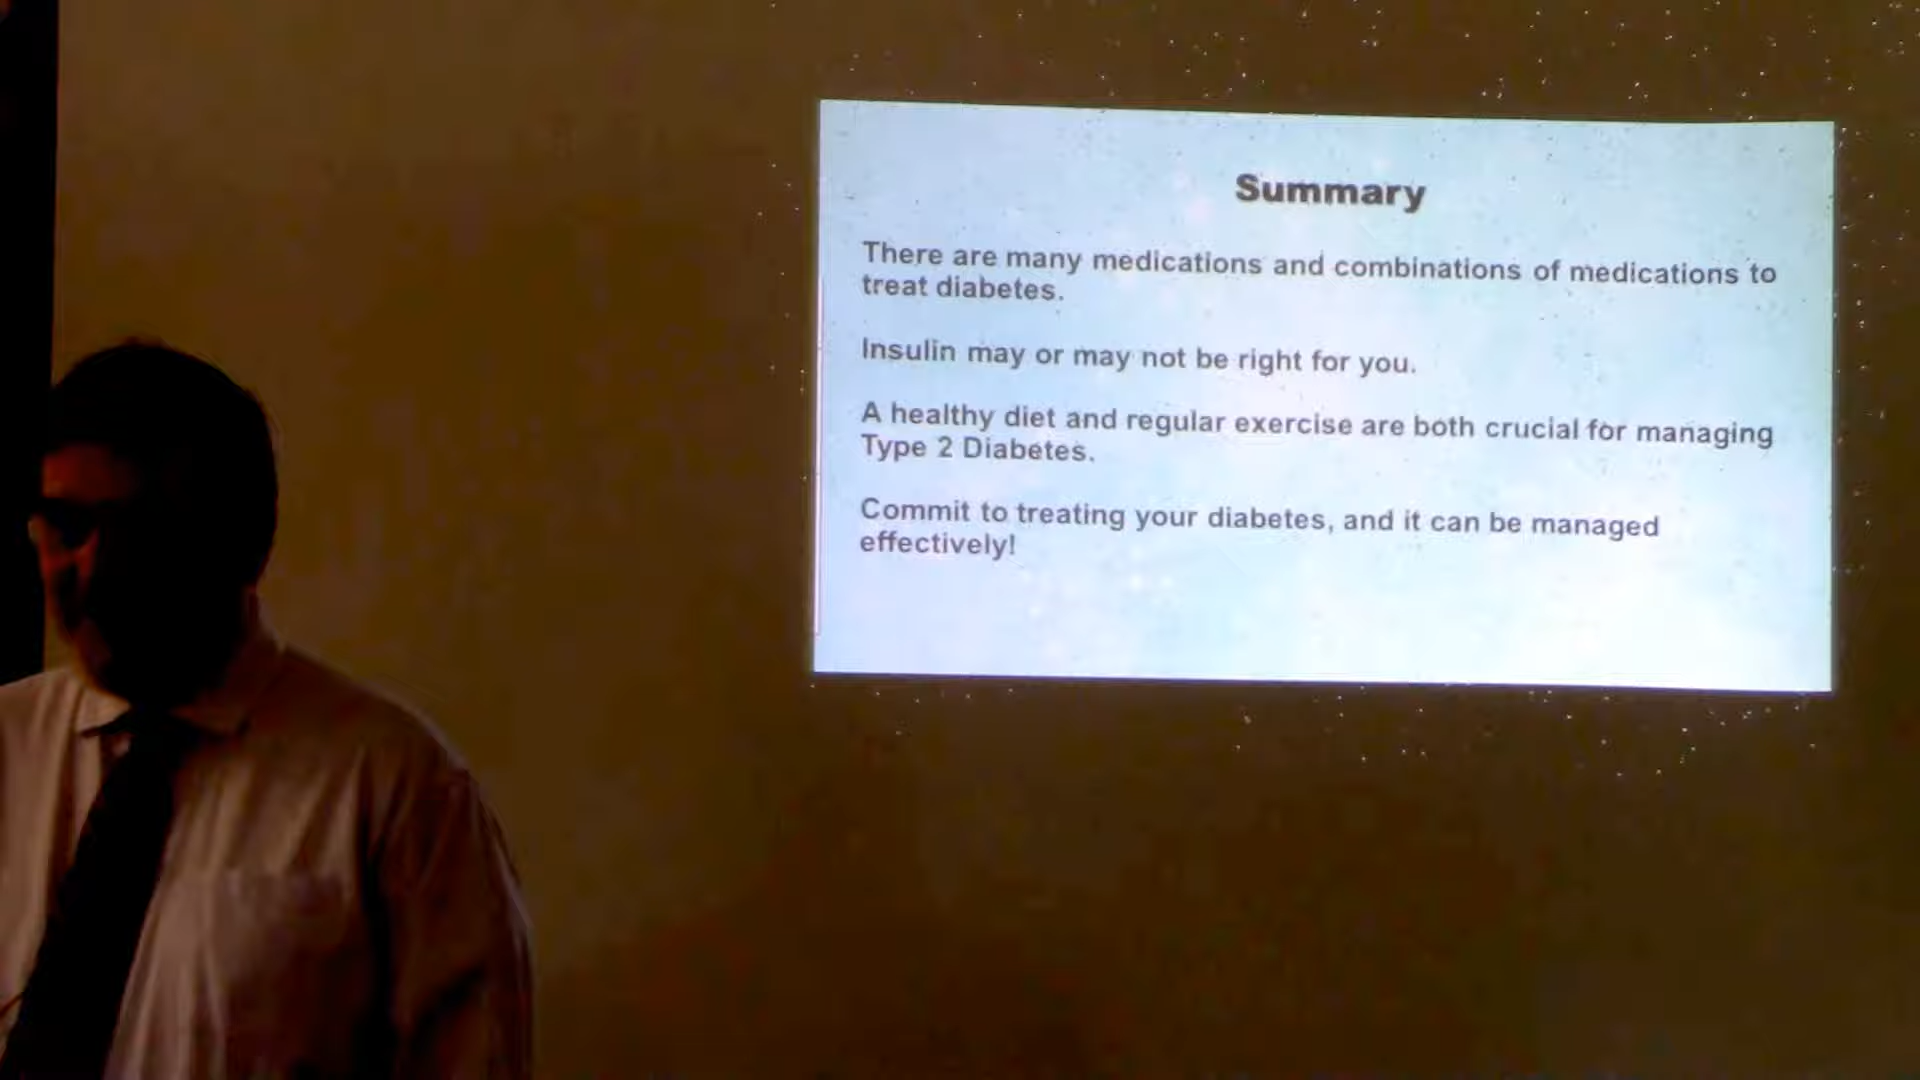 Summary
There are many medications and combinations of medications to
treat diabetes.
Insulin may or may not be right for you.
A healthy diet and regular exercise are both crucial for managing
Type 2 Diabetes.
Commit to treating your diabetes, and it can be managed
effectively!